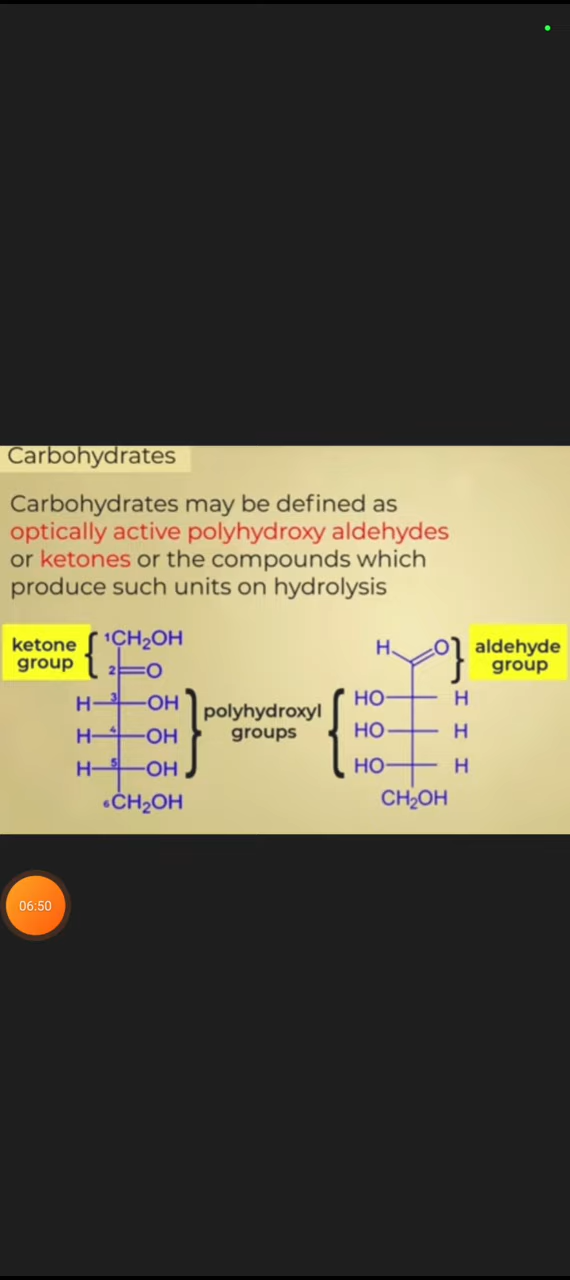 Carbohydrates
Carbohydrates may be defined as
optically active polyhydroxy aldehydes
or ketones or the compounds which
produce such units on hydrolysis
ketone
group
{
¹CH₂OH
2 =O
H 3 OH
H 4 OH
H 5 OH
⁶CH₂OH
}
polyhydroxyl
groups
{
H O
HO H
HO H
HO H
CH₂OH
}
aldehyde
group
06:50